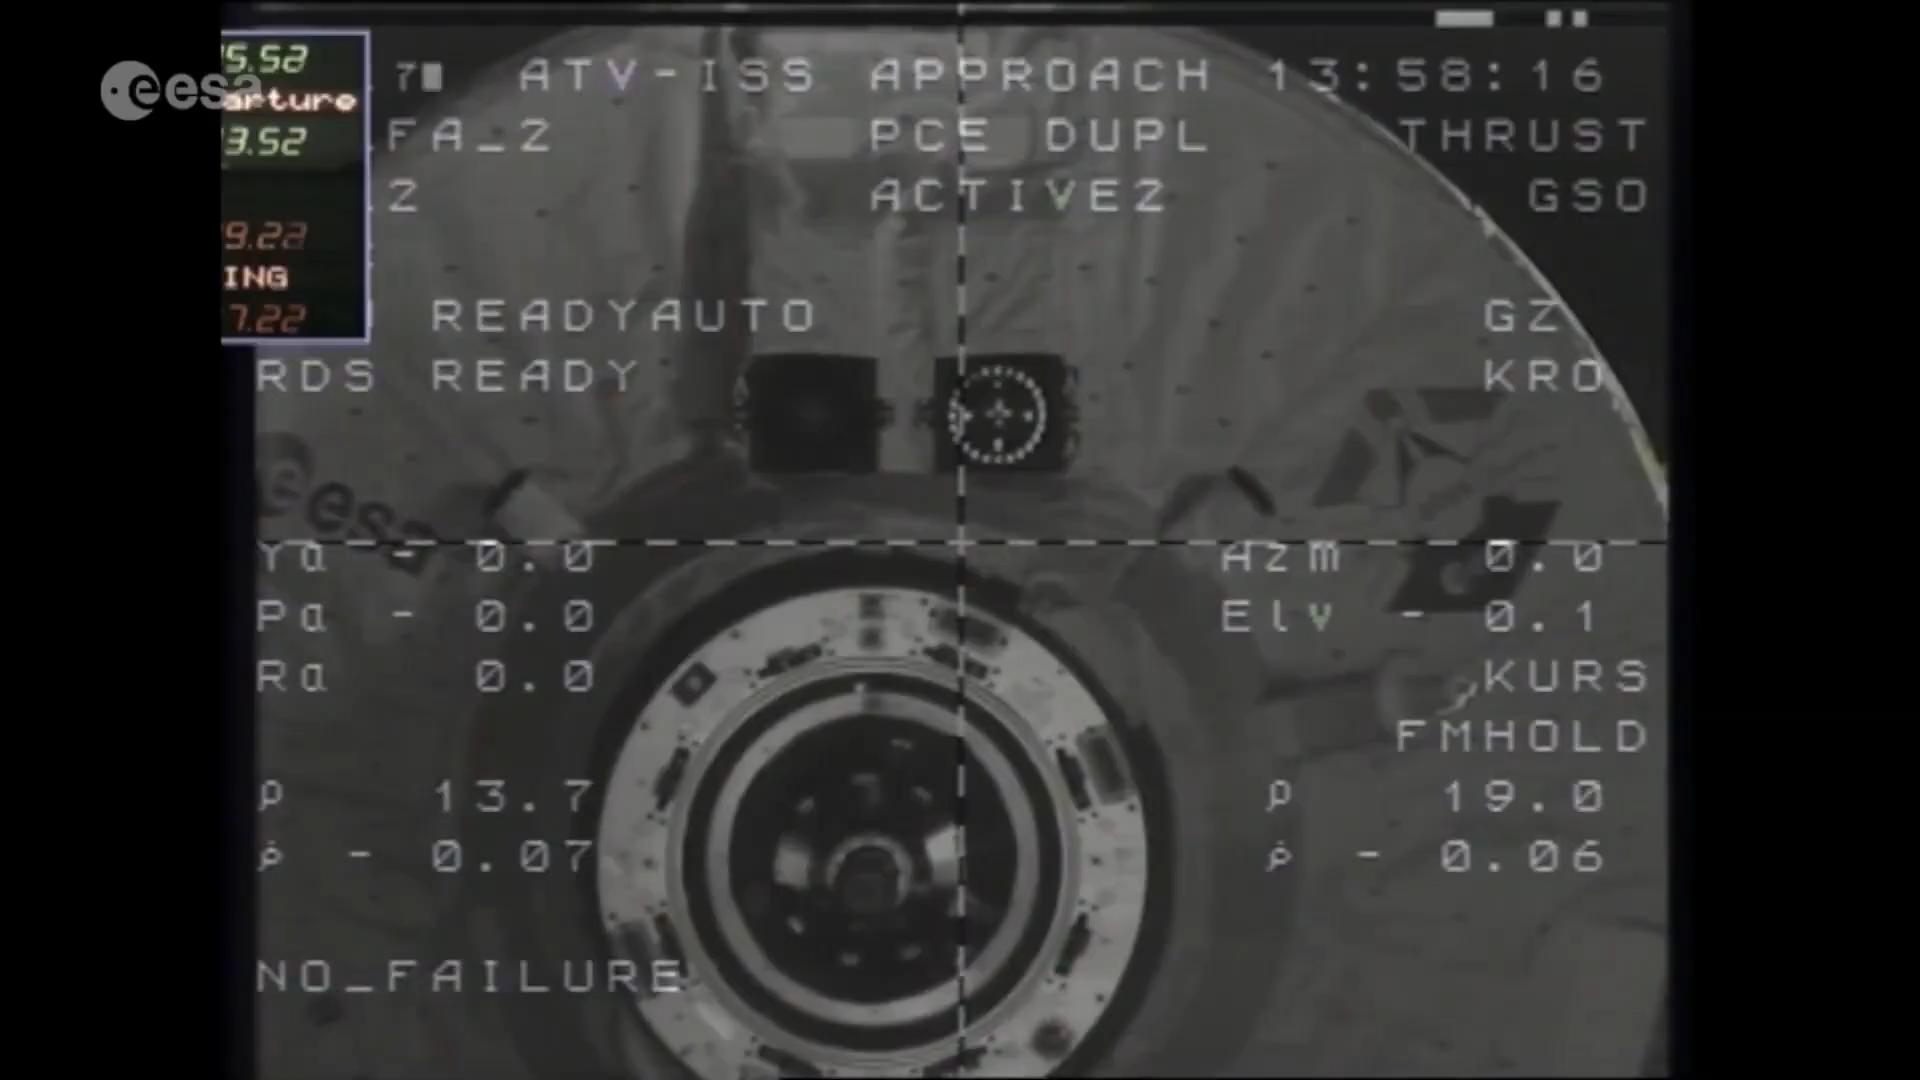 esa
5.52
arture
3.52
9.22
ING
7.22
7 ATV-ISS APPROACH 13:58:16
FA_2 PCE DUPL THRUST
2 ACTIVE2 GSO
READYAUTO GZ
RDS READY KRO
esa
Ya - 0.0 Azm 0.0
Pa - 0.0 Elv - 0.1
Ra 0.0 KURS
FMHOLD
ρ 13.7 ρ 19.0
ρ̇ - 0.07 ρ̇ - 0.06
NO_FAILURE